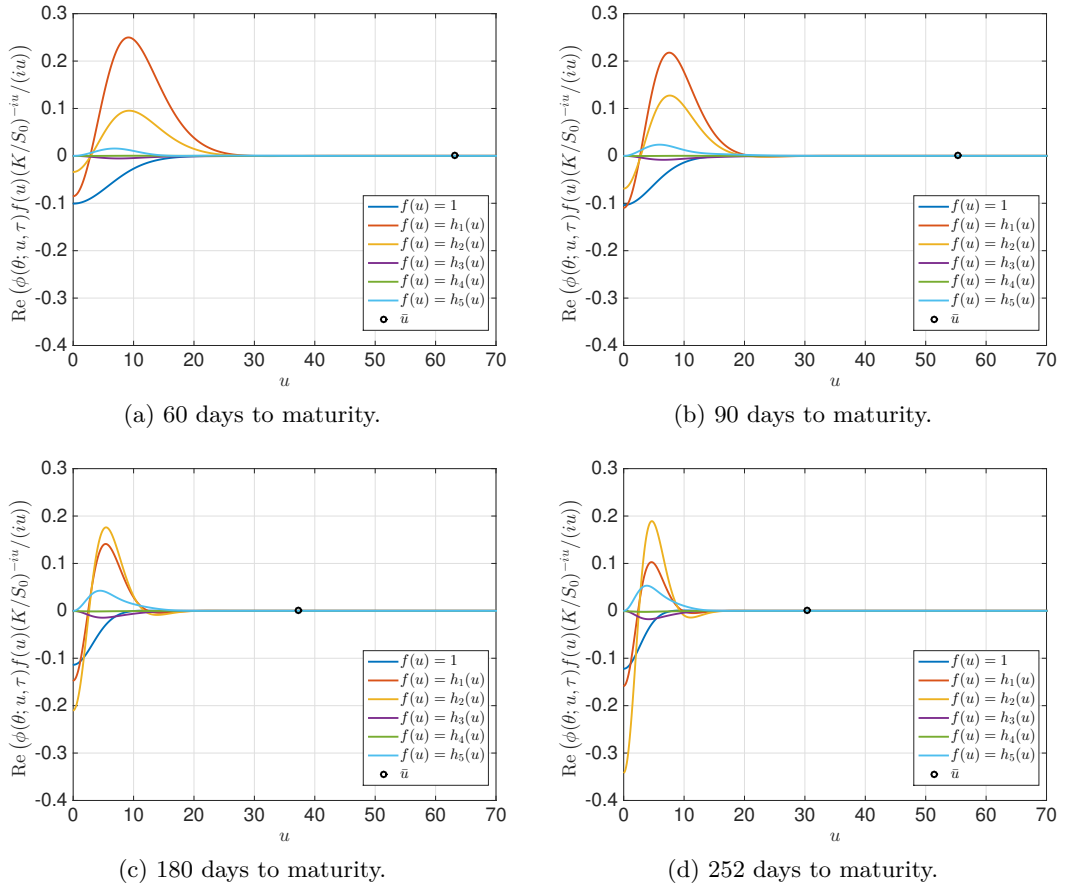 0.3
0.2
0.1
0
-0.1
-0.2
-0.3
-0.4
Re (ϕ(θ; u, τ)f(u)(K/S₀)⁻ⁱᵘ/(iu))
f(u) = 1
f(u) = h₁(u)
f(u) = h₂(u)
f(u) = h₃(u)
f(u) = h₄(u)
f(u) = h₅(u)
ū
0 10 20 30 40 50 60 70
u
(a) 60 days to maturity.
0.3
0.2
0.1
0
-0.1
-0.2
-0.3
-0.4
Re (ϕ(θ; u, τ)f(u)(K/S₀)⁻ⁱᵘ/(iu))
f(u) = 1
f(u) = h₁(u)
f(u) = h₂(u)
f(u) = h₃(u)
f(u) = h₄(u)
f(u) = h₅(u)
ū
0 10 20 30 40 50 60 70
u
(b) 90 days to maturity.
0.3
0.2
0.1
0
-0.1
-0.2
-0.3
-0.4
Re (ϕ(θ; u, τ)f(u)(K/S₀)⁻ⁱᵘ/(iu))
f(u) = 1
f(u) = h₁(u)
f(u) = h₂(u)
f(u) = h₃(u)
f(u) = h₄(u)
f(u) = h₅(u)
ū
0 10 20 30 40 50 60 70
u
(c) 180 days to maturity.
0.3
0.2
0.1
0
-0.1
-0.2
-0.3
-0.4
Re (ϕ(θ; u, τ)f(u)(K/S₀)⁻ⁱᵘ/(iu))
f(u) = 1
f(u) = h₁(u)
f(u) = h₂(u)
f(u) = h₃(u)
f(u) = h₄(u)
f(u) = h₅(u)
ū
0 10 20 30 40 50 60 70
u
(d) 252 days to maturity.